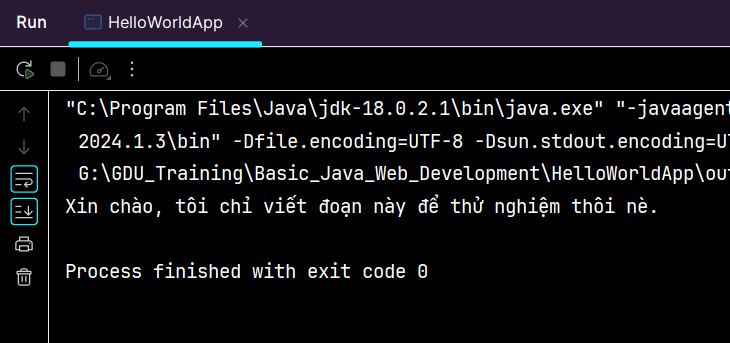 Run HelloWorldApp
"C:\Program Files\Java\jdk-18.0.2.1\bin\java.exe" "-javaagent
2024.1.3\bin" -Dfile.encoding=UTF-8 -Dsun.stdout.encoding=UT
G:\GDU_Training\Basic_Java_Web_Development\HelloWorldApp\out
Xin chào, tôi chỉ viết đoạn này để thử nghiệm thôi nè.
Process finished with exit code 0